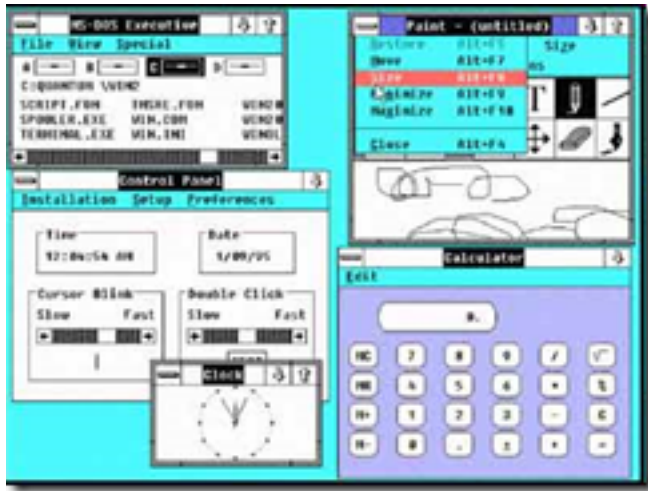 MS-DOS Executive
File View Special
A B C D
C:QUANTUM \WIN2
SCRIPT.FON
SPOOLER.EXE WIN.COM
TERMINAL.EXE WIN.INI
Paint - (untitled)
Restore Alt+F5
Move Alt+F7
Size Alt+F8
Minimize Alt+F9
Maximize Alt+F10
Close Alt+F4
Size
Control Panel
Installation Setup Preferences
Time
Date
Cursor Blink
Slow Fast
Double Click
Slow Fast
Clock
Calculator
Edit
0.
MC 7 8 9 / √
MR 4 5 6 * %
M+ 1 2 3 - C
M- 0 . ± + =